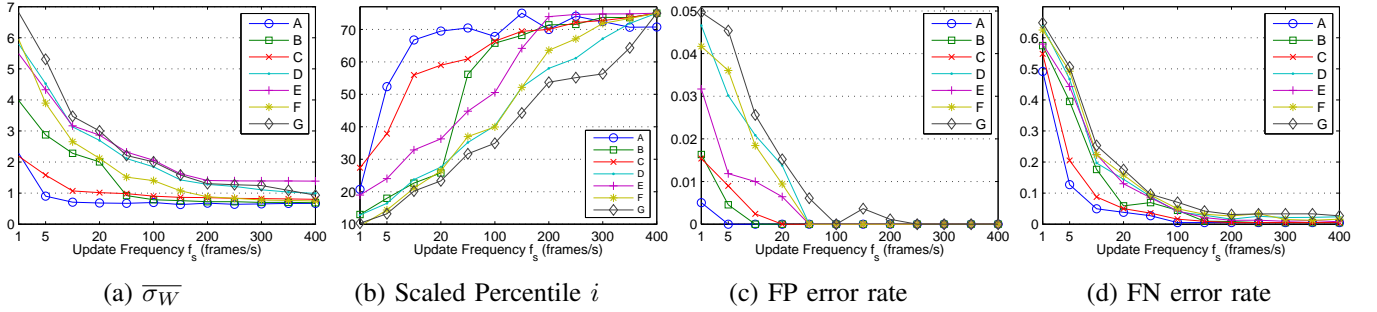 7
6
5
4
3
2
1
0
1 5 20 100 200 300 400
Update Frequency f_s (frames/s)
A
B
C
D
E
F
G
(a) σ_W
70
60
50
40
30
20
10
1 5 20 100 200 300 400
Update Frequency f_s (frames/s)
A
B
C
D
E
F
G
(b) Scaled Percentile i
0.05
0.04
0.03
0.02
0.01
0
1 5 20 100 200 300 400
Update Frequency f_s (frames/s)
A
B
C
D
E
F
G
(c) FP error rate
0.6
0.5
0.4
0.3
0.2
0.1
0
1 5 20 100 200 300 400
Update Frequency f_s (frames/s)
A
B
C
D
E
F
G
(d) FN error rate